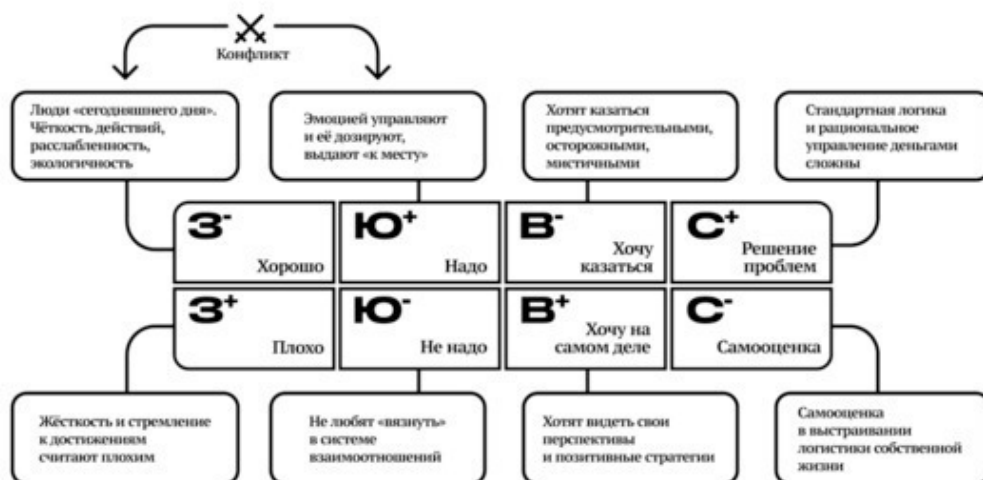 Конфликт
Люди «сегодняшнего дня».
Чёткость действий,
расслабленность,
экологичность
Эмоцией управляют
и её дозируют,
выдают «к месту»
Хотят казаться
предусмотрительными,
осторожными,
мистичными
Стандартная логика
и рациональное
управление деньгами
сложны
З-
Хорошо
Ю+
Надо
В-
Хочу
казаться
С+
Решение
проблем
З+
Плохо
Ю-
Не надо
В+
Хочу на
самом деле
С-
Самооценка
Жёсткость и стремление
к достижениям
считают плохим
Не любят «вязнуть»
в системе
взаимоотношений
Хотят видеть свои
перспективы
и позитивные стратегии
Самооценка
в выстраивании
логистики собственной
жизни